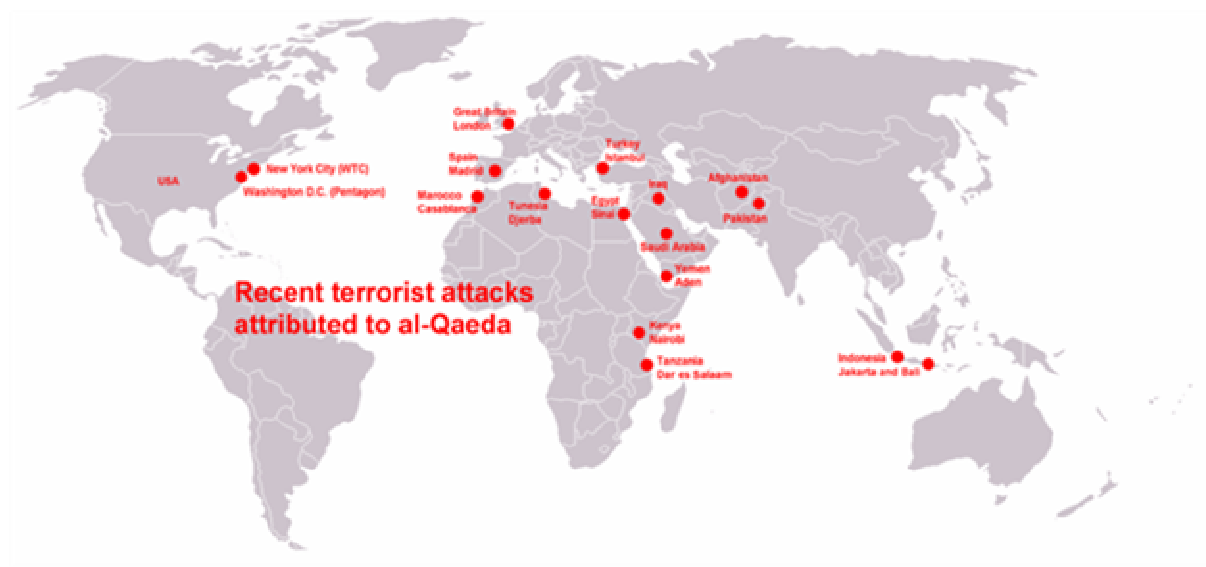 Great Britain
London
Turkey
Istanbul
Spain
Madrid
New York City (WTC)
USA
Washington D.C. (Pentagon)
Afghanistan
Iraq
Marocco
Casablanca
Tunesia
Djerba
Egypt
Sinai
Pakistan
Saudi Arabia
Yemen
Aden
Recent terrorist attacks
attributed to al-Qaeda
Kenya
Nairobi
Indonesia
Jakarta and Bali
Tanzania
Dar es Salaam